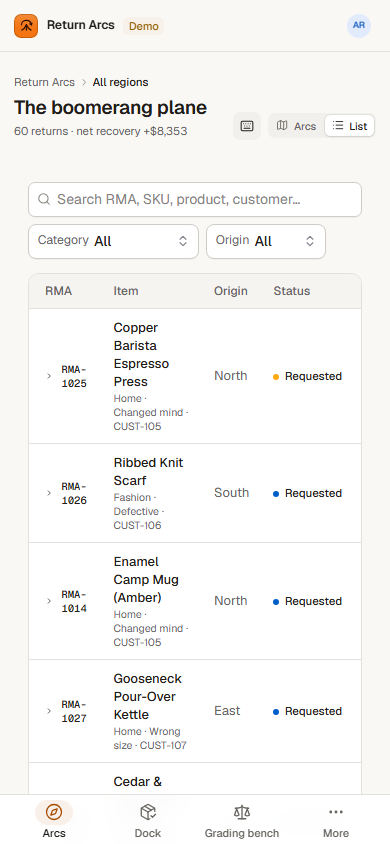 Return Arcs Demo AR
Return Arcs > All regions
The boomerang plane
60 returns · net recovery +$8,353
Arcs List
Search RMA, SKU, product, customer…
Category All Origin All
RMA Item Origin Status
Copper
Barista
Espresso
Press
Home ·
Changed mind ·
CUST-105
RMA-
1025
North Requested
Ribbed Knit
Scarf
Fashion ·
Defective ·
CUST-106
RMA-
1026
South Requested
Enamel
Camp Mug
(Amber)
Home ·
Changed mind ·
CUST-105
RMA-
1014
North Requested
Gooseneck
Pour-Over
Kettle
Home · Wrong
size · CUST-107
RMA-
1027
East Requested
Cedar &
Arcs Dock Grading bench More